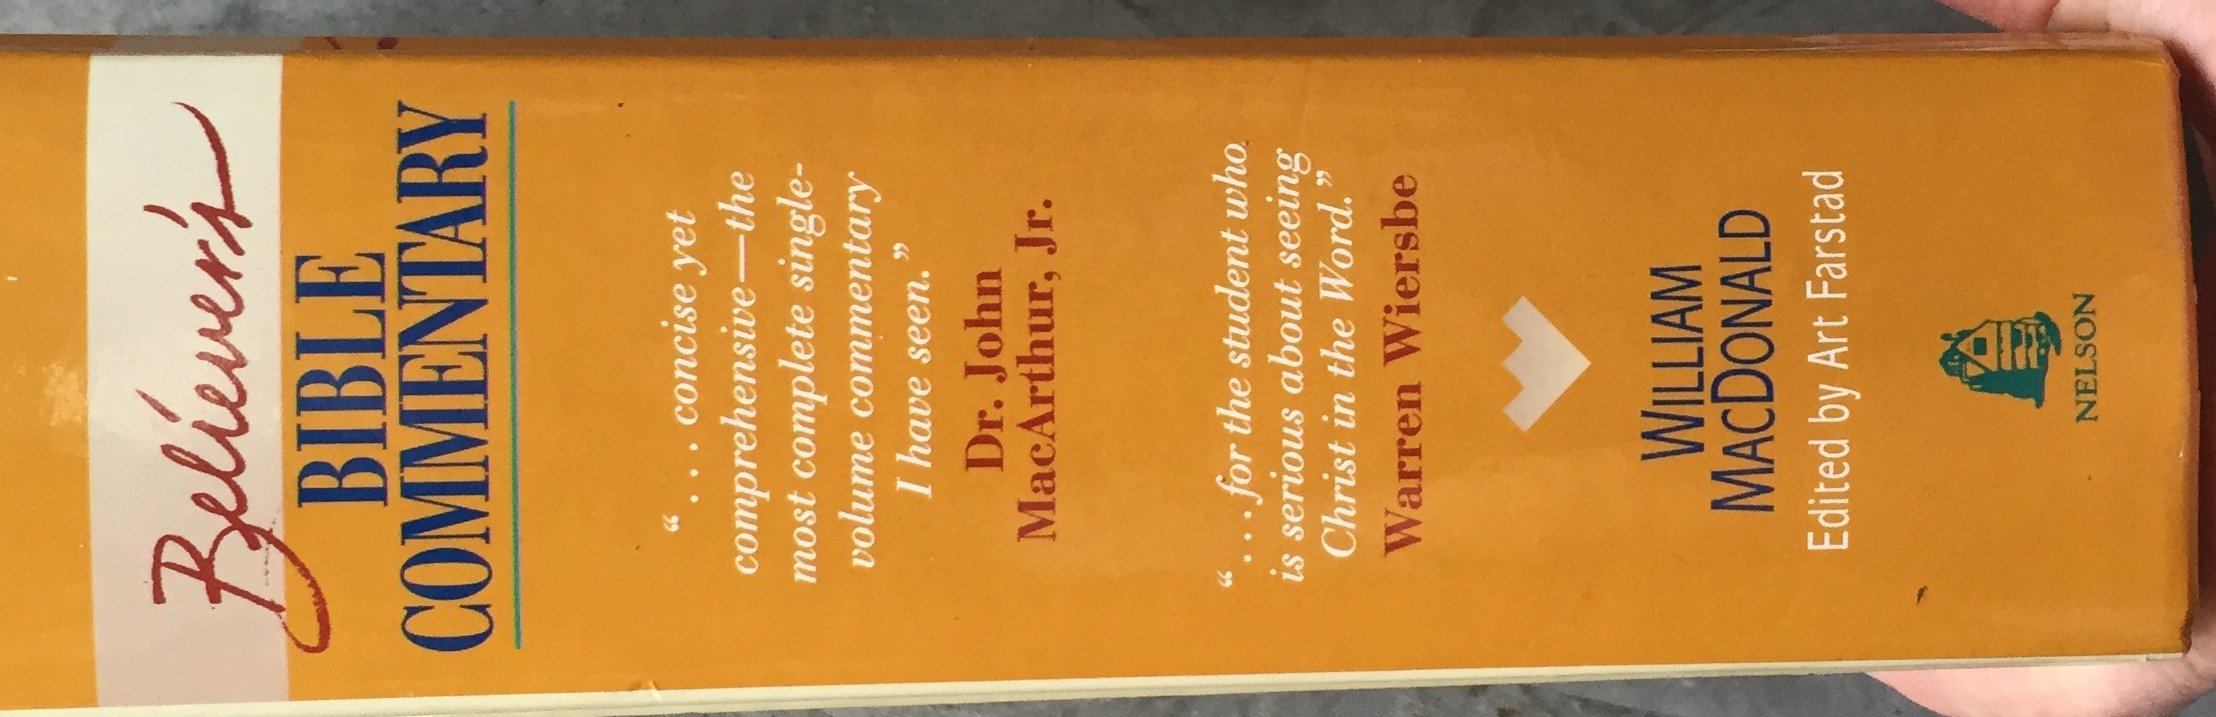 Believer's
BIBLE
COMMENTARY
“. . . concise yet
comprehensive—the
most complete single-
volume commentary
I have seen.”
Dr. John
MacArthur, Jr.
“. . . for the student who
is serious about seeing
Christ in the Word.”
Warren Wiersbe
WILLIAM
MACDONALD
Edited by Art Farstad
NELSON